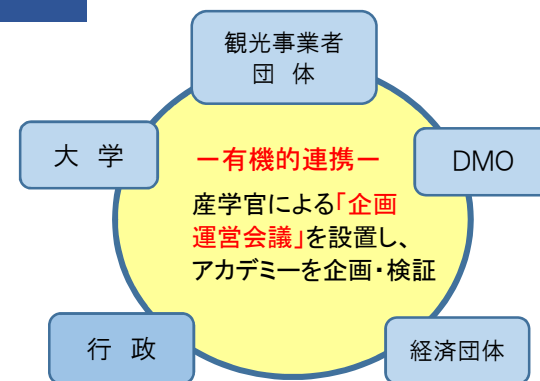 観光事業者
団 体
大 学
DMO
ー有機的連携ー
産学官による「企画
運営会議」を設置し、
アカデミーを企画・検証
行 政
経済団体